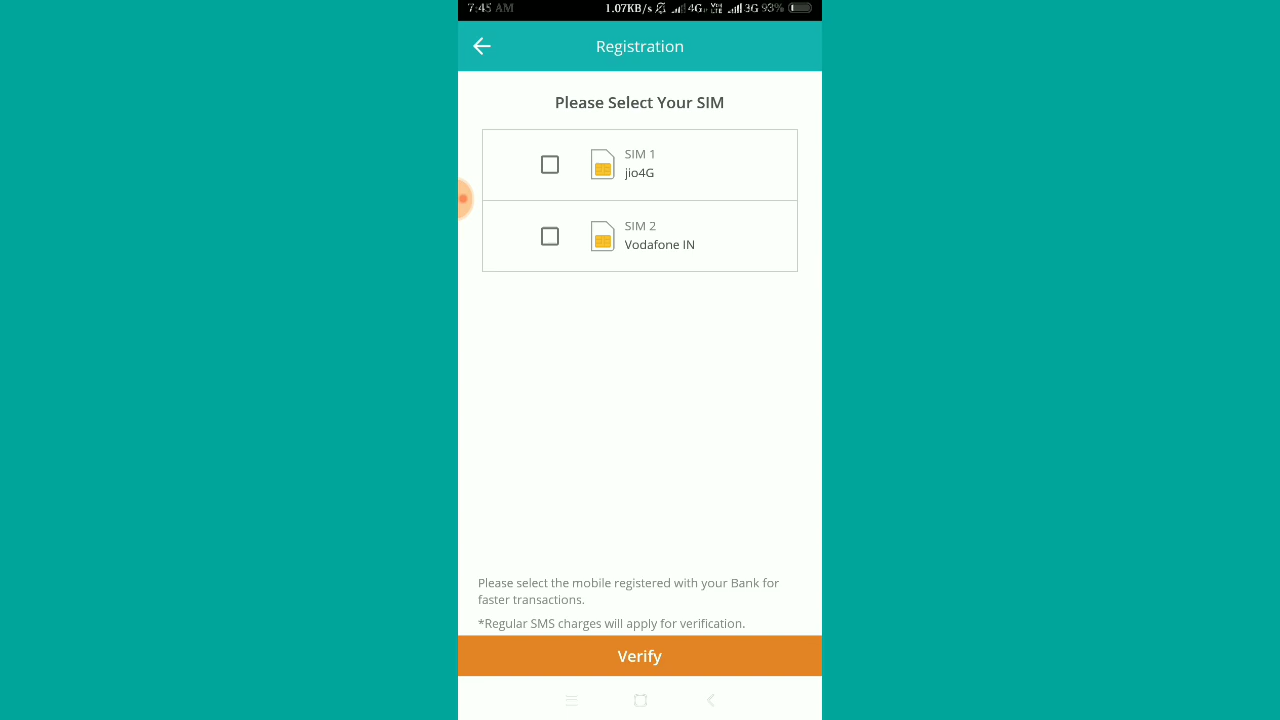 7:45 AM 1.07KB/s 4G VoLTE 3G 93%
Registration
Please Select Your SIM
SIM 1
jio4G
SIM 2
Vodafone IN
Please select the mobile registered with your Bank for
faster transactions.
*Regular SMS charges will apply for verification.
Verify